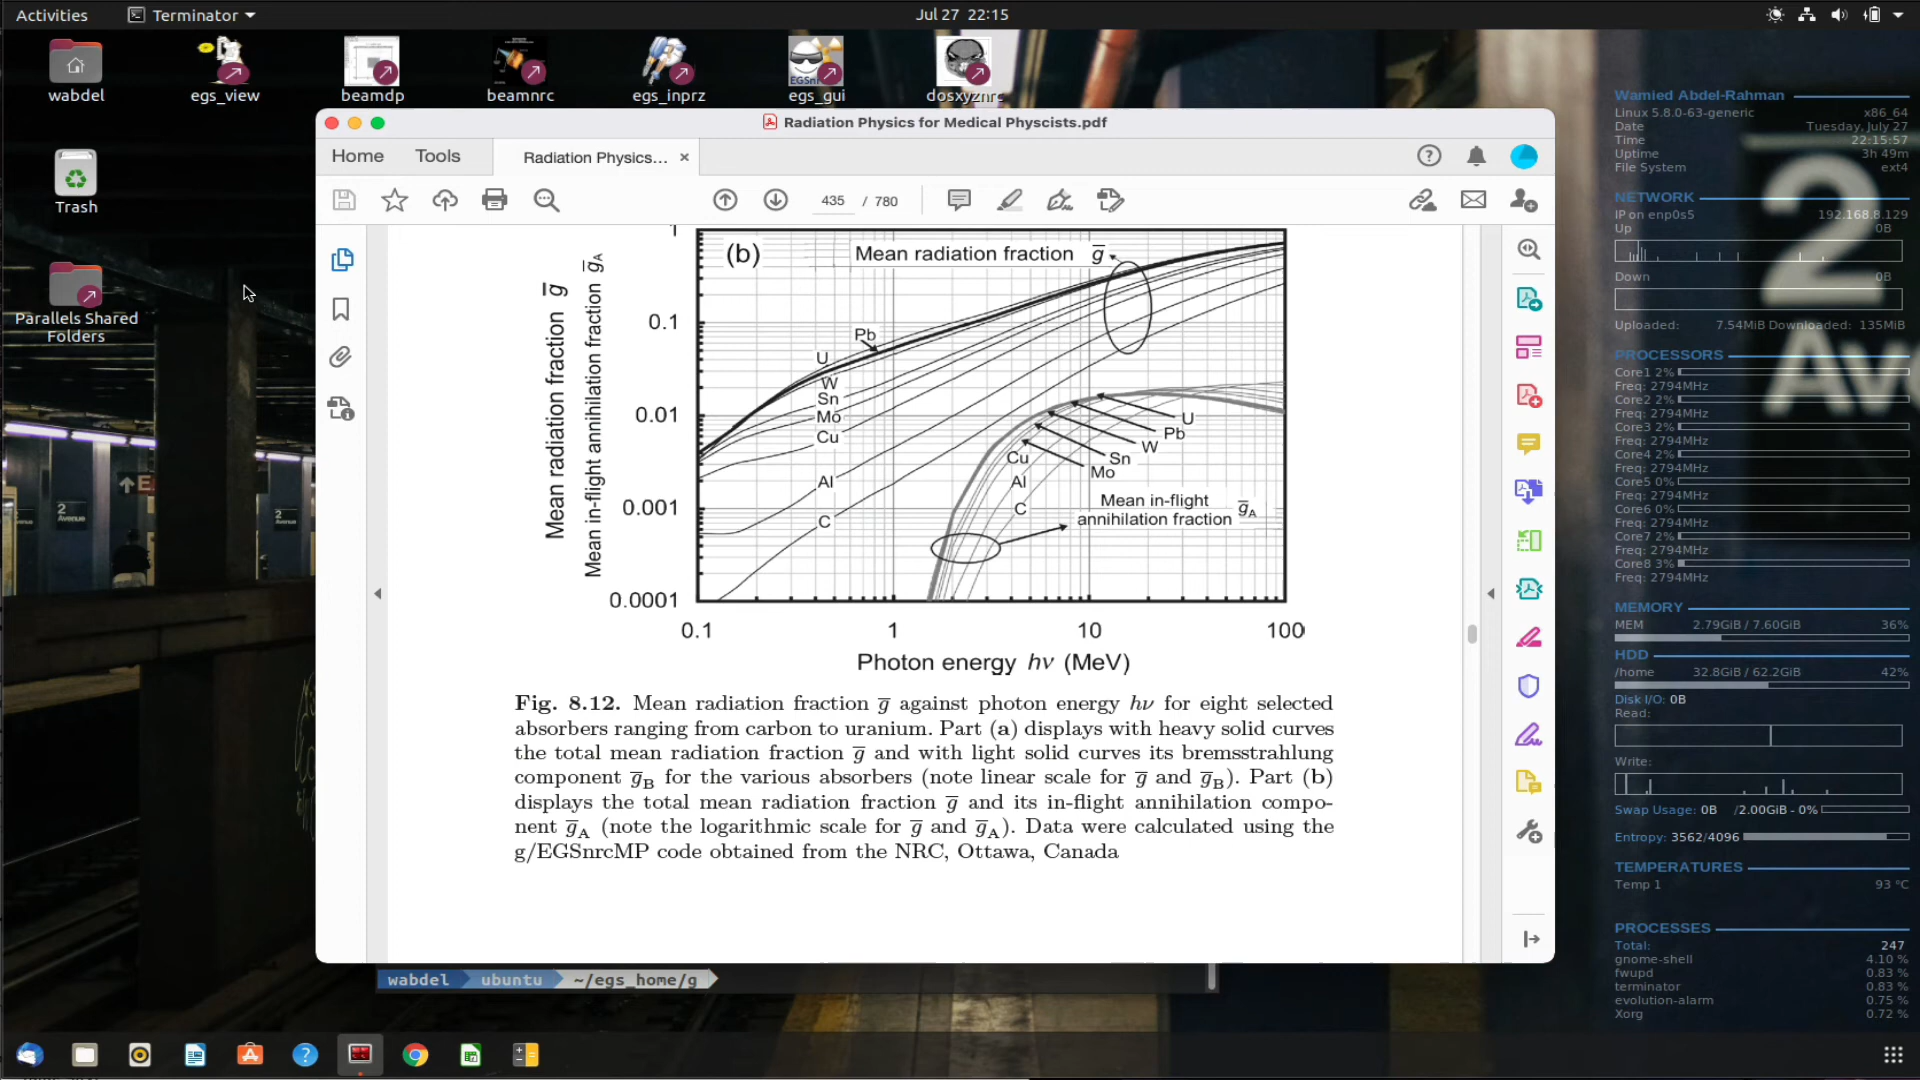 Activities
Terminator
Jul 27 22:15
wabdel
egs_view
beamdp
beamnrc
egs_inprz
egs_gui
dosxyznrc
Trash
Parallels Shared
Folders
Radiation Physics for Medical Physcists.pdf
Home
Tools
Radiation Physics...
435 / 780
(b)
Mean radiation fraction g̅
Mean radiation fraction g̅
Mean in-flight annihilation fraction g̅A
1
0.1
0.01
0.001
0.0001
0.1
1
10
100
Photon energy hν (MeV)
Pb
U
W
Sn
Mo
Cu
Al
C
U
Pb
W
Sn
Mo
Cu
Al
C
Mean in-flight
annihilation fraction g̅A
Fig. 8.12. Mean radiation fraction g̅ against photon energy hν for eight selected
absorbers ranging from carbon to uranium. Part (a) displays with heavy solid curves
the total mean radiation fraction g̅ and with light solid curves its bremsstrahlung
component g̅B for the various absorbers (note linear scale for g̅ and g̅B). Part (b)
displays the total mean radiation fraction g̅ and its in-flight annihilation compo-
nent g̅A (note the logarithmic scale for g̅ and g̅A). Data were calculated using the
g/EGSnrcMP code obtained from the NRC, Ottawa, Canada
wabdel ubuntu ~/egs_home/g
Wamied Abdel-Rahman
Linux 5.8.0-63-generic x86_64
Date Tuesday, July 27
Time 22:15:57
Uptime 3h 49m
File System ext4
NETWORK
IP on enp0s5 192.168.8.129
Up 0B
Down 0B
Uploaded: 7.54MiB Downloaded: 135MiB
PROCESSORS
Core1 2%
Freq: 2794MHz
Core2 2%
Freq: 2794MHz
Core3 2%
Freq: 2794MHz
Core4 2%
Freq: 2794MHz
Core5 0%
Freq: 2794MHz
Core6 0%
Freq: 2794MHz
Core7 2%
Freq: 2794MHz
Core8 3%
Freq: 2794MHz
MEMORY
MEM 2.79GiB / 7.60GiB 36%
HDD
/home 32.8GiB / 62.2GiB 42%
Disk I/O: 0B
Read:
Write:
Swap Usage: 0B /2.00GiB - 0%
Entropy: 3562/4096
TEMPERATURES
Temp 1 93 °C
PROCESSES
Total: 247
gnome-shell 4.10 %
fwupd 0.83 %
terminator 0.83 %
evolution-alarm 0.75 %
Xorg 0.72 %
2
Av
2
Avenue
2